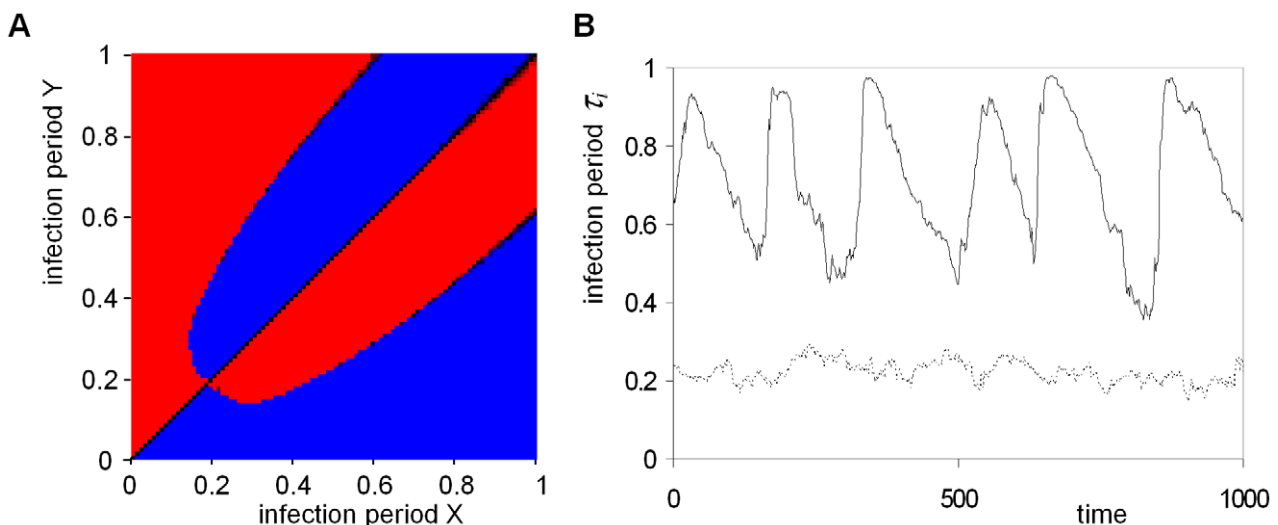 A
infection period Y
1
0.8
0.6
0.4
0.2
0
0 0.2 0.4 0.6 0.8 1
infection period X
B
infection period τi
1
0.8
0.6
0.4
0.2
0
0 500 1000
time